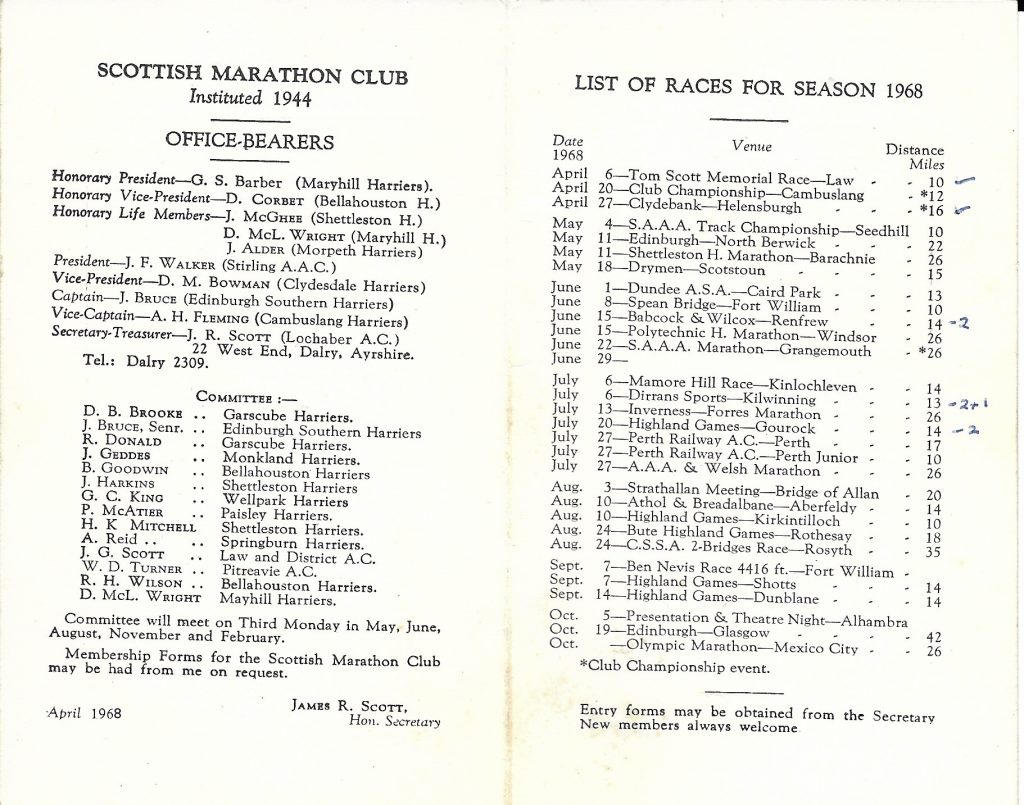 SCOTTISH MARATHON CLUB
Instituted 1944
OFFICE-BEARERS
Honorary President—G. S. Barber (Maryhill Harriers).
Honorary Vice-President—D. Corbet (Bellahouston H.)
Honorary Life Members—J. McGhee (Shettleston H.)
D. McL. Wright (Maryhill H.)
J. Alder (Morpeth Harriers)
President—J. F. Walker (Stirling A.A.C.)
Vice-President—D. M. Bowman (Clydesdale Harriers)
Captain—J. Bruce (Edinburgh Southern Harriers)
Vice-Captain—A. H. Fleming (Cambuslang Harriers)
Secretary-Treasurer—J. R. Scott (Lochaber A.C.)
22 West End, Dalry, Ayrshire.
Tel.: Dalry 2309.
Committee :—
D. B. Brooke .. Garscube Harriers.
J. Bruce, Senr. .. Edinburgh Southern Harriers
R. Donald .. Garscube Harriers.
J. Geddes .. Monkland Harriers.
B. Goodwin .. Bellahouston Harriers
J. Harkins .. Shettleston Harriers
G. C. King .. Wellpark Harriers
P. McAtier .. Paisley Harriers.
H. K Mitchell Shettleston Harriers.
A. Reid .. .. Springburn Harriers.
J. G. Scott .. Law and District A.C.
W. D. Turner .. Pitreavie A.C.
R. H. Wilson .. Bellahouston Harriers.
D. McL. Wright Mayhill Harriers.
Committee will meet on Third Monday in May, June,
August, November and February.
Membership Forms for the Scottish Marathon Club
may be had from me on request.
James R. Scott,
April 1968 Hon. Secretary
LIST OF RACES FOR SEASON 1968
Date Venue Distance
1968 Miles
April 6—Tom Scott Memorial Race—Law - - 10
April 20—Club Championship—Cambuslang - *12
April 27—Clydebank—Helensburgh - - - *16
May 4—S.A.A.A. Track Championship—Seedhill 10
May 11—Edinburgh—North Berwick - - - 22
May 11—Shettleston H. Marathon—Barachnie - 26
May 18—Drymen—Scotstoun - - - - 15
June 1—Dundee A.S.A.—Caird Park - - 13
June 8—Spean Bridge—Fort William - - 10
June 15—Babcock & Wilcox—Renfrew - - 14 -2
June 15—Polytechnic H. Marathon—Windsor - 26
June 22—S.A.A.A. Marathon—Grangemouth - *26
June 29—
July 6—Mamore Hill Race—Kinlochleven - - 14
July 6—Dirrans Sports—Kilwinning - - 13 -2+1
July 13—Inverness—Forres Marathon - - 26
July 20—Highland Games—Gourock - - 14 -2
July 27—Perth Railway A.C.—Perth - - 17
July 27—Perth Railway A.C.—Perth Junior - - 10
July 27—A.A.A. & Welsh Marathon - - - 26
Aug. 3—Strathallan Meeting—Bridge of Allan - 20
Aug. 10—Athol & Breadalbane—Aberfeldy - - 14
Aug. 10—Highland Games—Kirkintilloch - - 10
Aug. 24—Bute Highland Games—Rothesay - - 18
Aug. 24—C.S.S.A. 2-Bridges Race—Rosyth - - 35
Sept. 7—Ben Nevis Race 4416 ft.—Fort William -
Sept. 7—Highland Games—Shotts - - - 14
Sept. 14—Highland Games—Dunblane - - - 14
Oct. 5—Presentation & Theatre Night—Alhambra
Oct. 19—Edinburgh—Glasgow - - - - 42
Oct. —Olympic Marathon—Mexico City - - 26
*Club Championship event.
Entry forms may be obtained from the Secretary
New members always welcome.